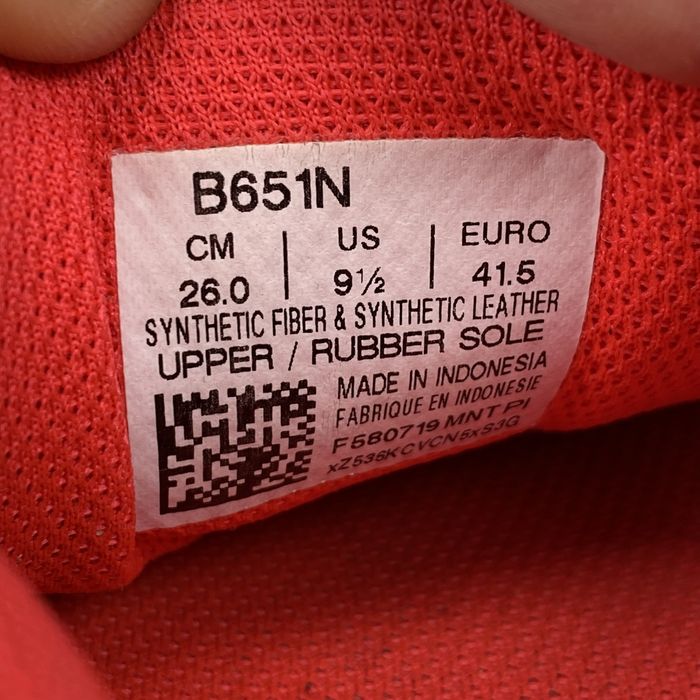 B651N
CM | US | EURO
26.0 | 9½ | 41.5
SYNTHETIC FIBER & SYNTHETIC LEATHER
UPPER / RUBBER SOLE
MADE IN INDONESIA
FABRIQUE EN INDONESIE
F580719 MNT PI
xZ536KCVCN5xS3G